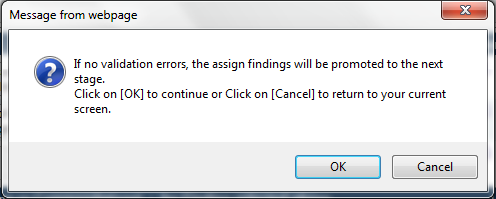 Message from webpage
If no validation errors, the assign findings will be promoted to the next
stage.
Click on [OK] to continue or Click on [Cancel] to return to your current
screen.
OK
Cancel